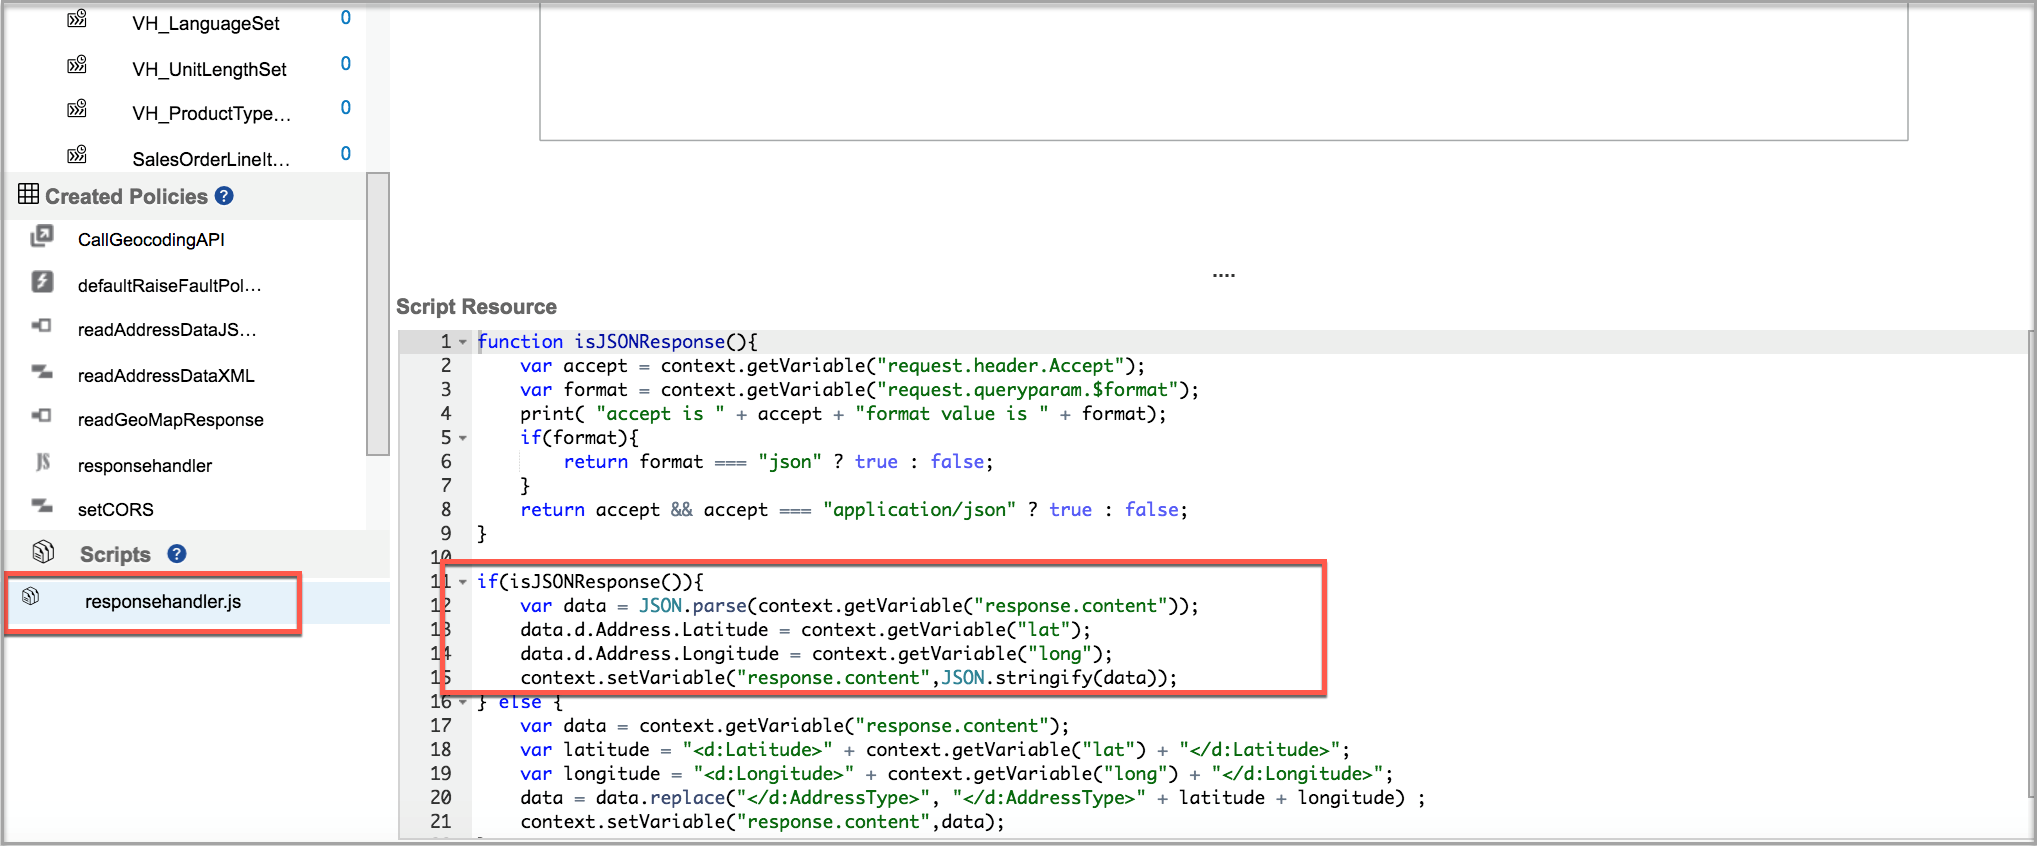 VH_LanguageSet 0
VH_UnitLengthSet 0
VH_ProductType... 0
SalesOrderLineIt... 0
Created Policies ?
CallGeocodingAPI
defaultRaiseFaultPol...
readAddressDataJS...
readAddressDataXML
readGeoMapResponse
JS responsehandler
setCORS
Scripts ?
responsehandler.js
....
Script Resource
1 function isJSONResponse(){
2     var accept = context.getVariable("request.header.Accept");
3     var format = context.getVariable("request.queryparam.$format");
4     print( "accept is " + accept + "format value is " + format);
5     if(format){
6         return format === "json" ? true : false;
7     }
8     return accept && accept === "application/json" ? true : false;
9 }
10
11 if(isJSONResponse()){
12     var data = JSON.parse(context.getVariable("response.content"));
13     data.d.Address.Latitude = context.getVariable("lat");
14     data.d.Address.Longitude = context.getVariable("long");
15     context.setVariable("response.content",JSON.stringify(data));
16 } else {
17     var data = context.getVariable("response.content");
18     var latitude = "<d:Latitude>" + context.getVariable("lat") + "</d:Latitude>";
19     var longitude = "<d:Longitude>" + context.getVariable("long") + "</d:Longitude>";
20     data = data.replace("</d:AddressType>", "</d:AddressType>" + latitude + longitude) ;
21     context.setVariable("response.content",data);